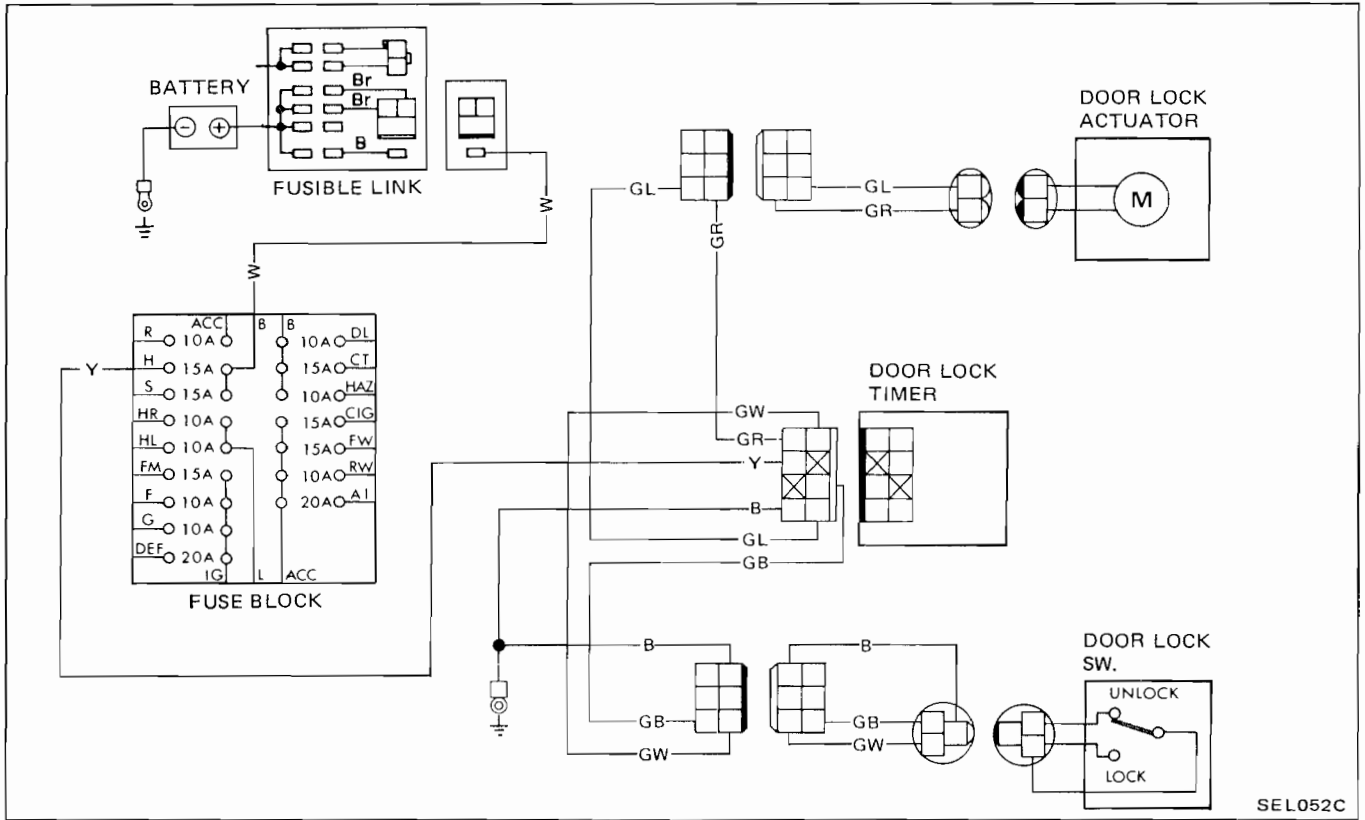 BATTERY
Br
Br
B
FUSIBLE LINK
W
W
DOOR LOCK
ACTUATOR
M
GL
GR
GL
GR
ACC B B
R 10A 10A DL
H 15A 15A CT
S 15A 10A HAZ
HR 10A 15A CIG
HL 10A 15A FW
FM 15A 10A RW
F 10A 20A A1
G 10A
DEF 20A
IG L ACC
FUSE BLOCK
Y
DOOR LOCK
TIMER
GW
GR
Y
B
GL
GB
B
GB
GW
B
GB
GW
DOOR LOCK
SW.
UNLOCK
LOCK
SEL052C